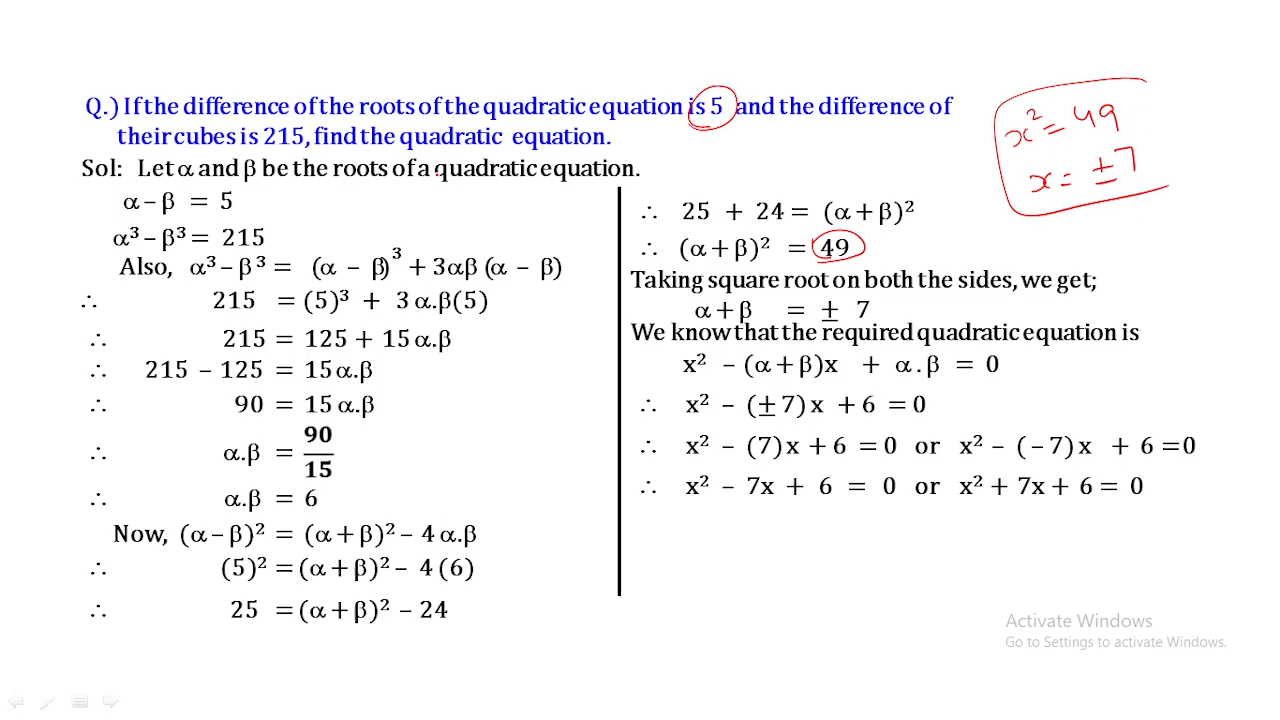 Q.) If the difference of the roots of the quadratic equation is 5 and the difference of
their cubes is 215, find the quadratic equation.
Sol: Let α and β be the roots of a quadratic equation.
α – β = 5
α³ – β³ = 215
Also, α³ – β³ = (α – β)³ + 3αβ (α – β)
∴ 215 = (5)³ + 3 α.β(5)
∴ 215 = 125 + 15 α.β
∴ 215 – 125 = 15 α.β
∴ 90 = 15 α.β
∴ α.β = 90/15
∴ α.β = 6
Now, (α – β)² = (α + β)² – 4 α.β
∴ (5)² = (α + β)² – 4 (6)
∴ 25 = (α + β)² – 24
∴ 25 + 24 = (α + β)²
∴ (α + β)² = 49
Taking square root on both the sides, we get;
α + β = ± 7
We know that the required quadratic equation is
x² – (α + β)x + α . β = 0
∴ x² – (± 7) x + 6 = 0
∴ x² – (7) x + 6 = 0 or x² – ( – 7) x + 6 = 0
∴ x² – 7x + 6 = 0 or x² + 7x + 6 = 0
x² = 49
x = ± 7
Activate Windows
Go to Settings to activate Windows.